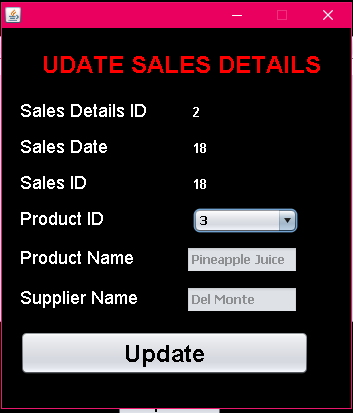 UDATE SALES DETAILS
Sales Details ID 2
Sales Date 18
Sales ID 18
Product ID 3
Product Name Pineapple Juice
Supplier Name Del Monte
Update